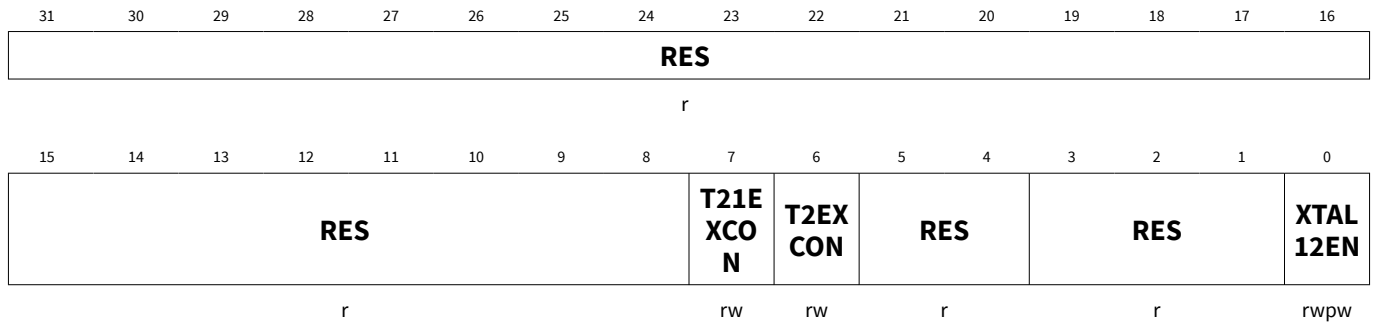 31 30 29 28 27 26 25 24 23 22 21 20 19 18 17 16
RES
r
15 14 13 12 11 10 9 8 7 6 5 4 3 2 1 0
RES T21E XCO N T2EX CON RES RES XTAL 12EN
r rw rw r r rwpw